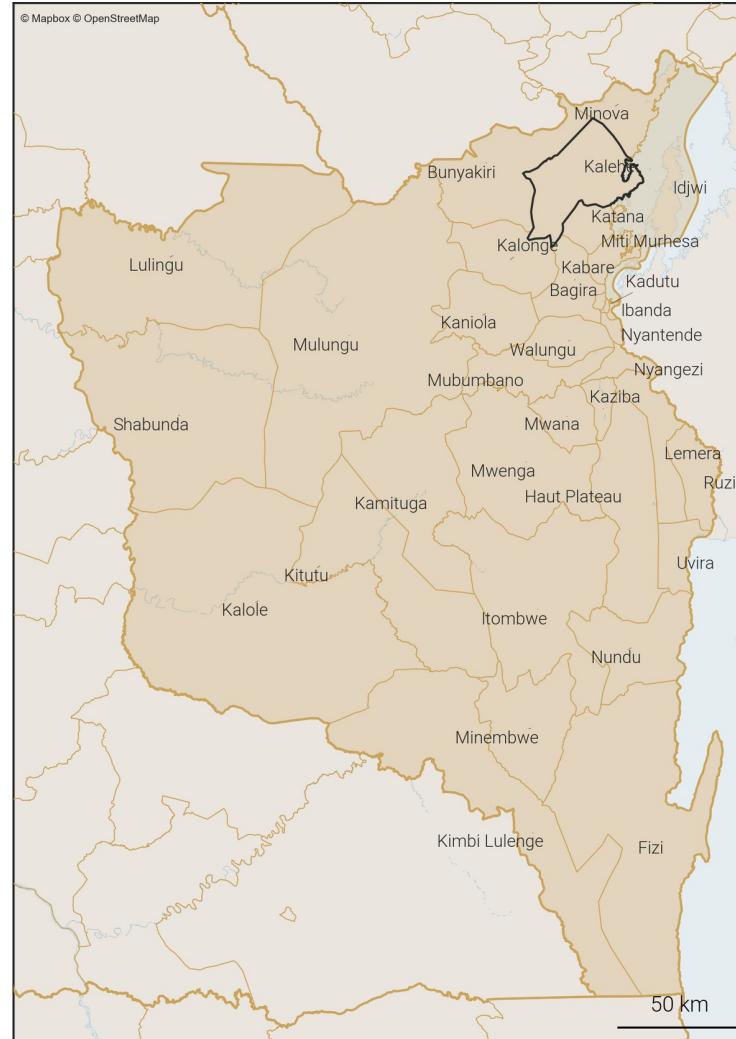 © Mapbox © OpenStreetMap
Minova
Bunyakiri
Kalehe
Idjwi
Katana
Kalonge
Miti Murhesa
Lulingu
Kabare
Kadutu
Bagira
Ibanda
Kaniola
Nyantende
Mulungu
Walungu
Nyangezi
Mubumbano
Kaziba
Shabunda
Mwana
Lemera
Mwenga
Ruzi
Kamituga
Haut Plateau
Uvira
Kitutu
Kalole
Itombwe
Nundu
Minembwe
Kimbi Lulenge
Fizi
50 km